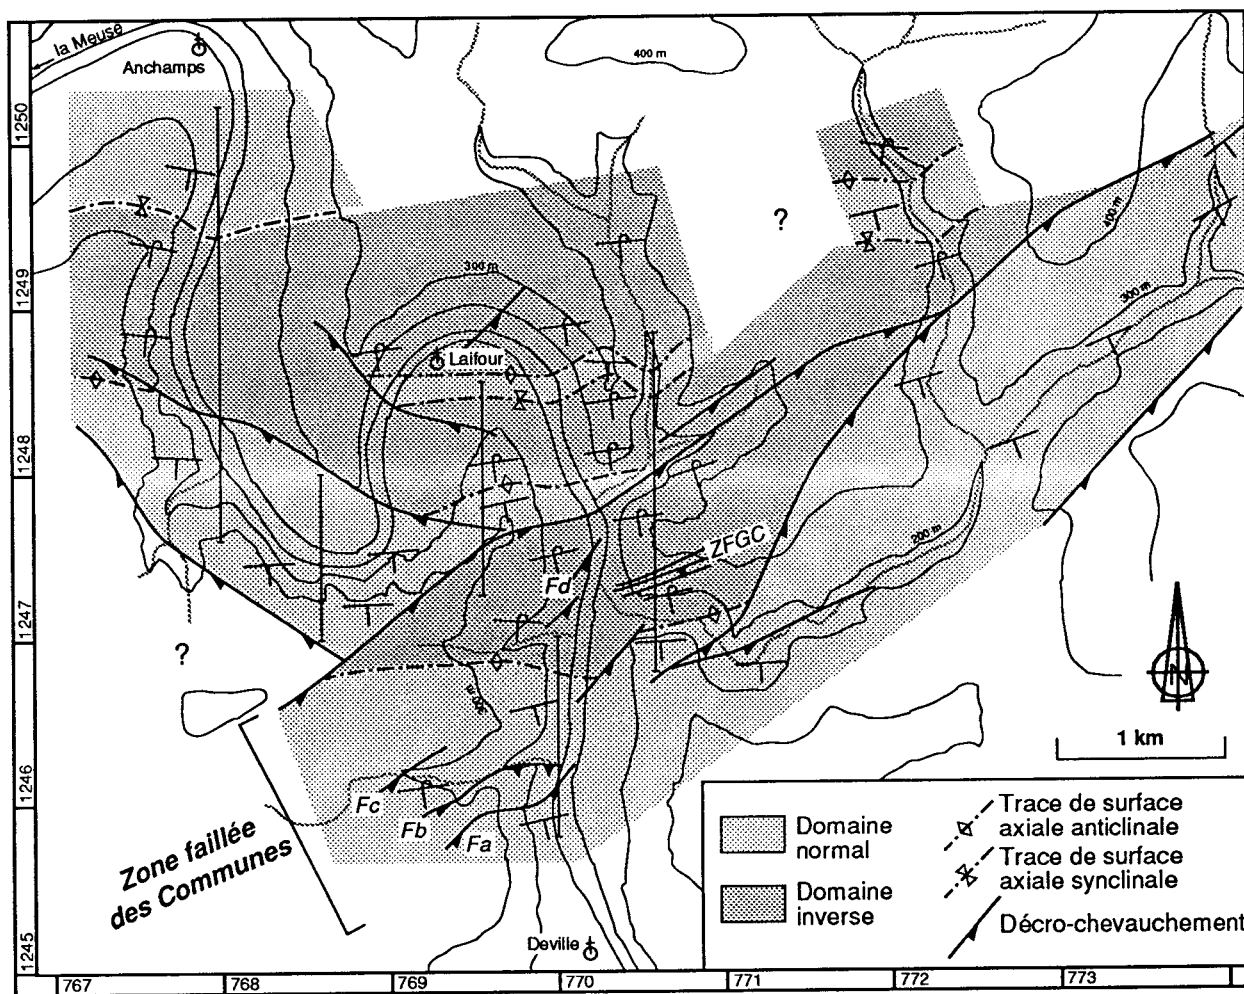 la Meuse
Anchamps
400 m
400 m
300 m
300 m
200 m
Laifour
?
?
ZFGC
Fd
Fc
Fb
Fa
Zone faillée
des Communes
Deville
N
1 km
Domaine
normal
Domaine
inverse
Trace de surface
axiale anticlinale
Trace de surface
axiale synclinale
Décro-chevauchement
1250
1249
1248
1247
1246
1245
767
768
769
770
771
772
773